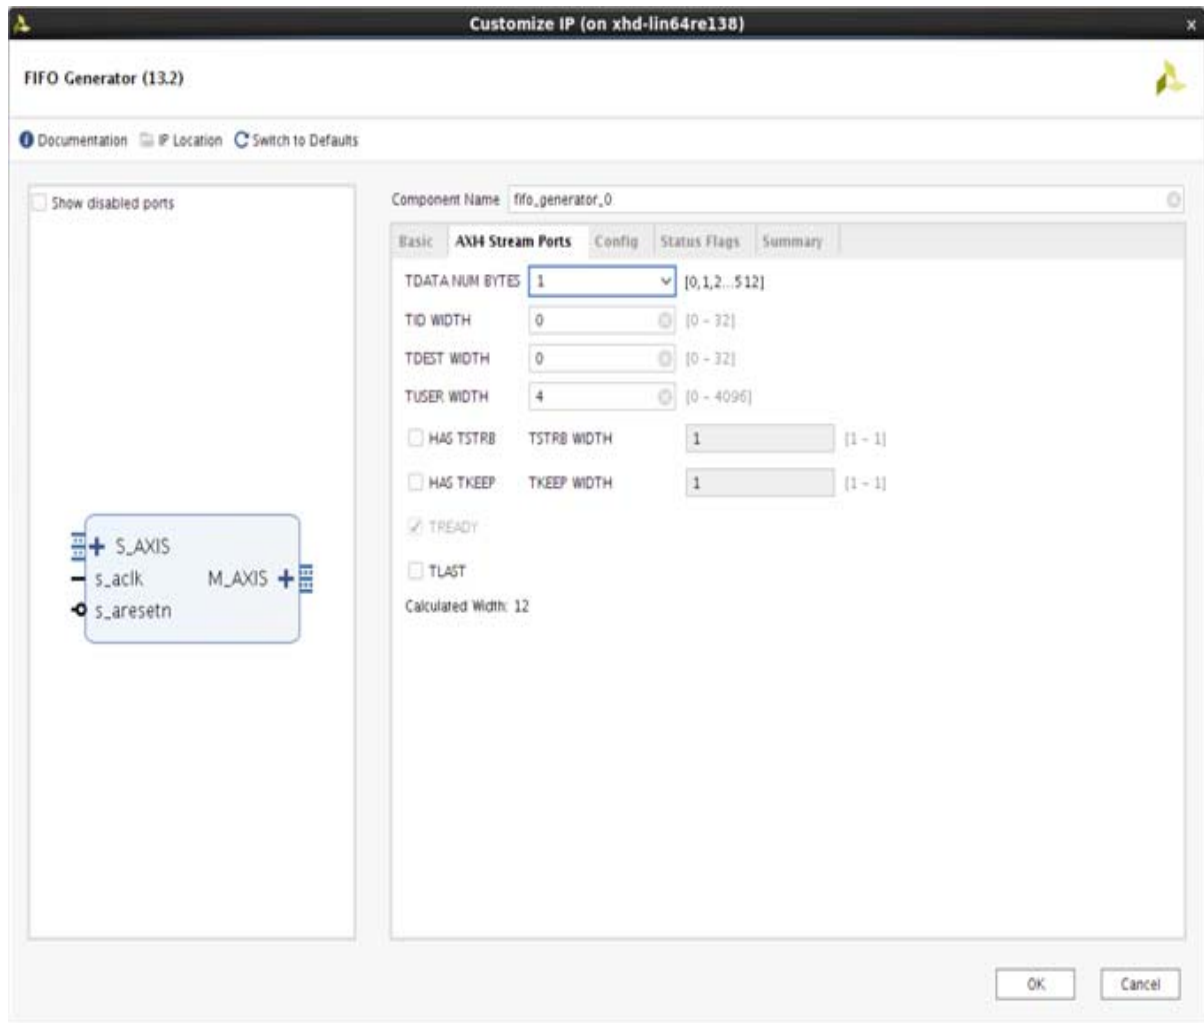 Customize IP (on xhd-lin64re138)
x
FIFO Generator (13.2)
Documentation IP Location Switch to Defaults
Show disabled ports
S_AXIS
s_aclk M_AXIS
s_aresetn
Component Name fifo_generator_0
Basic AXI4 Stream Ports Config Status Flags Summary
TDATA NUM BYTES 1 [0,1,2...512]
TID WIDTH 0 [0 - 32]
TDEST WIDTH 0 [0 - 32]
TUSER WIDTH 4 [0 - 4096]
HAS TSTRB TSTRB WIDTH 1 [1 - 1]
HAS TKEEP TKEEP WIDTH 1 [1 - 1]
TREADY
TLAST
Calculated Width: 12
OK Cancel